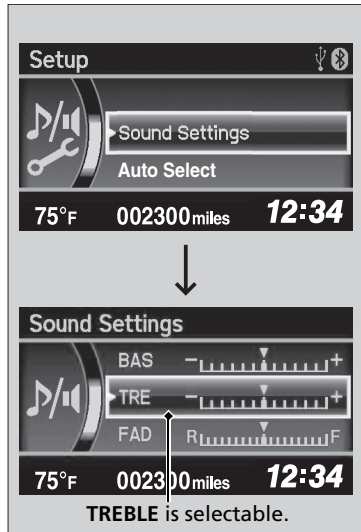 Setup
Sound Settings
Auto Select
75°F 002300 miles 12:34
Sound Settings
BAS - +
TRE - +
FAD R F
75°F 002300 miles 12:34
TREBLE is selectable.